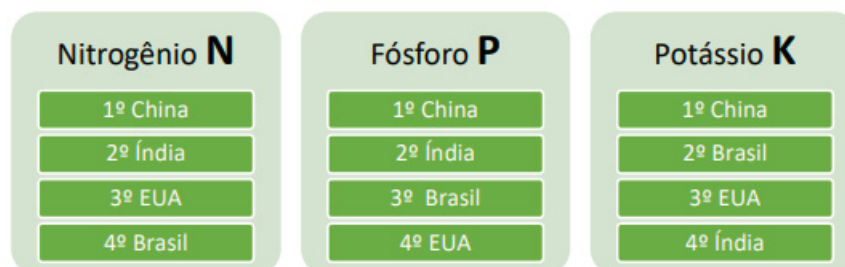 Nitrogênio N
1º China
2º Índia
3º EUA
4º Brasil
Fósforo P
1º China
2º Índia
3º Brasil
4º EUA
Potássio K
1º China
2º Brasil
3º EUA
4º Índia